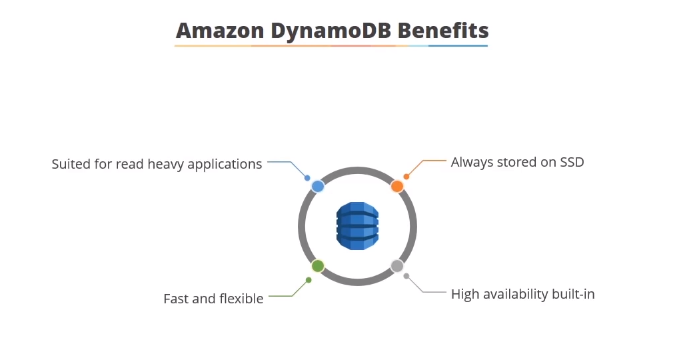 Amazon DynamoDB Benefits
Suited for read heavy applications
Always stored on SSD
Fast and flexible
High availability built-in